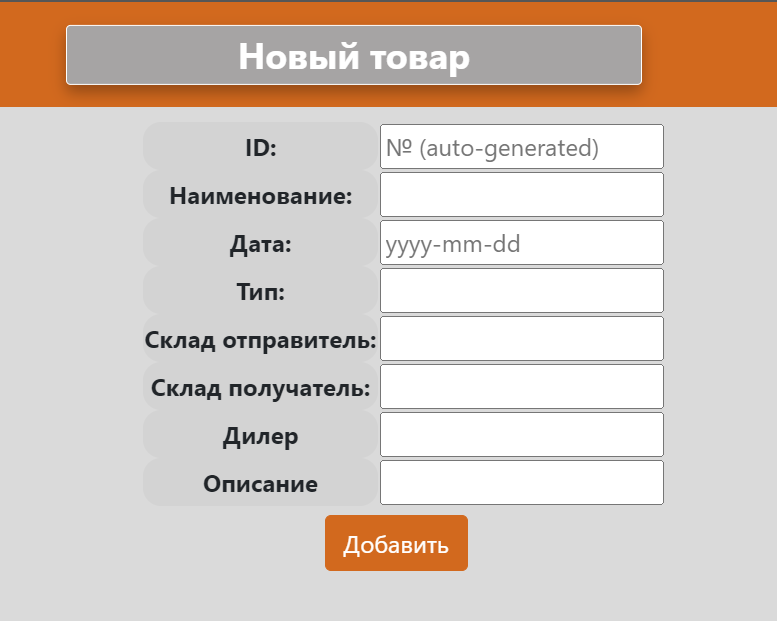 Новый товар
ID: № (auto-generated)
Наименование:
Дата: yyyy-mm-dd
Тип:
Склад отправитель:
Склад получатель:
Дилер
Описание
Добавить